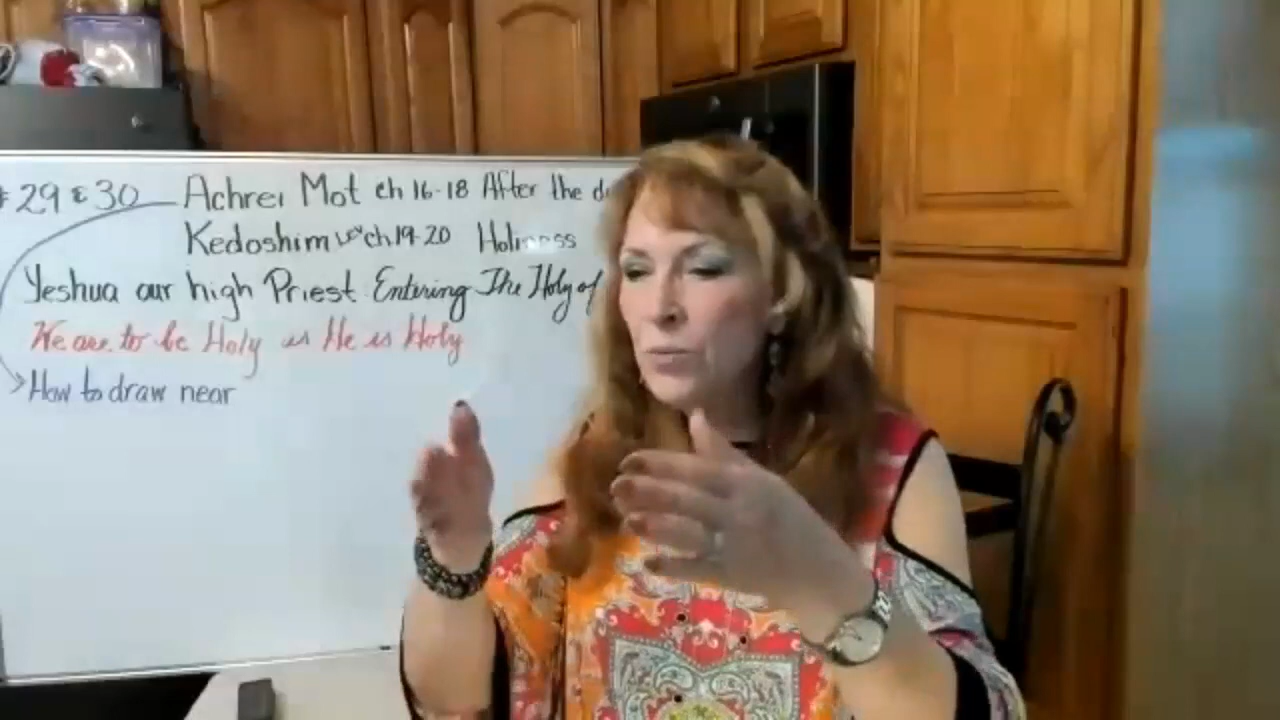 # 29 & 30 Achrei Mot ch 16-18 After the
Kedoshim Lev ch 19-20 Holiness
Yeshua our high Priest Entering The Holy of
We are to be Holy as He is Holy
How to draw near